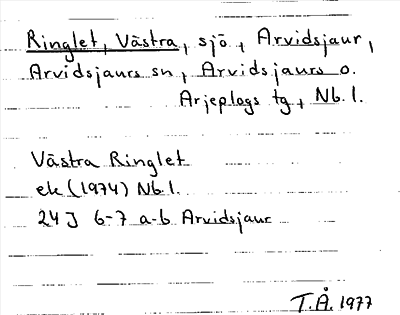 Ringlet, Västra, sjö, Arvidsjaur,
Arvidsjaurs sn, Arvidsjaurs o.
Arjeplogs tg, Nb. l.
Västra Ringlet
ek (1974) Nb. l.
24 J 6-7 a-b Arvidsjaur
T.Å. 1977